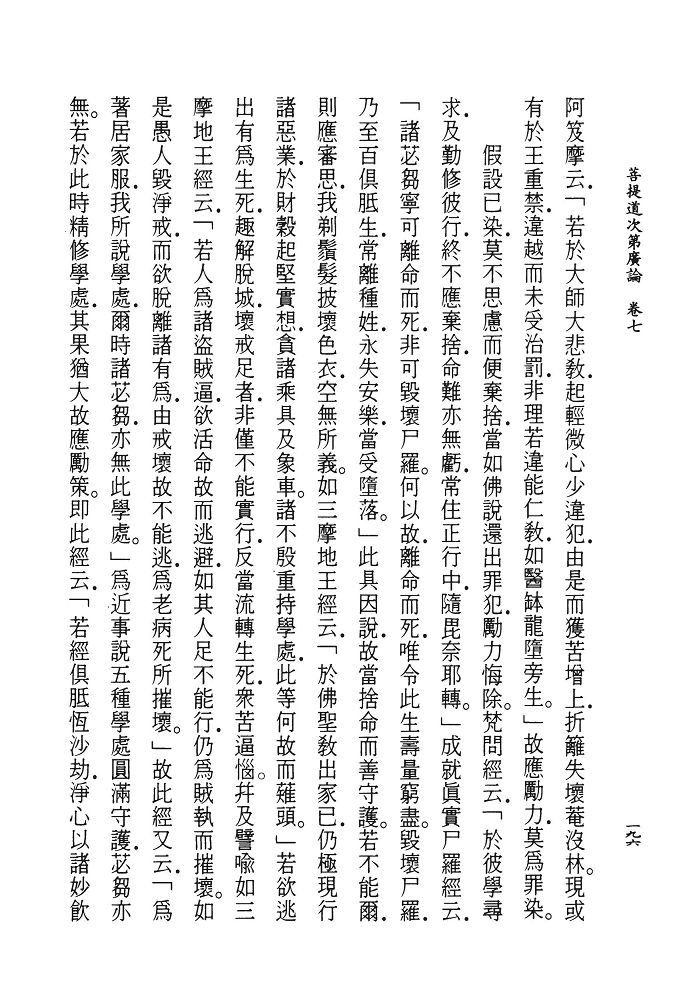 菩提道次第廣論　卷七
一九六
阿笈摩云．「若於大師大悲敎．起輕微心少違犯．由是而獲苦增上．折籬失壞菴沒林。現或
有於王重禁．違越而未受治罰．非理若違能仁敎．如醫缽龍墮旁生。」故應勵力．莫爲罪染。
假設已染．莫不思慮而便棄捨．當如佛說還出罪犯．勵力悔除。梵問經云．「於彼學尋
求．及勤修彼行．終不應棄捨．命難亦無虧．常住正行中．隨毘奈耶轉。」成就眞實尸羅經云．
「諸苾芻寧可離命而死．非可毀壞尸羅。何以故．離命而死．唯令此生壽量窮盡。毀壞尸羅．
乃至百俱胝生．常離種姓．永失安樂．當受墮落。」此具因說．故當捨命而善守護。若不能爾．
則應審思．我剃鬚髮披壞色衣．空無所義。如三摩地王經云．「於佛聖敎出家已．仍極現行
諸惡業．於財穀起堅實想．貪諸乘具及象車。諸不殷重持學處．此等何故而薙頭。」若欲逃
出有爲生死．趣解脫城．壞戒足者．非僅不能實行．反當流轉生死．衆苦逼惱。幷及譬喩．如三
摩地王經云．「若人爲諸盜賊逼．欲活命故而逃避．如其人足不能行．仍爲賊執而摧壞。如
是愚人毀淨戒．而欲脫離諸有爲．由戒壞故不能逃．爲老病死所摧壞。」故此經又云．「爲
著居家服．我所說學處．爾時諸苾芻．亦無此學處。」爲近事說五種學處．圓滿守護．苾芻亦
無。若於此時精修學處．其果猶大．故應勵策。即此經云．「若經俱胝恆沙劫．淨心以諸妙飮